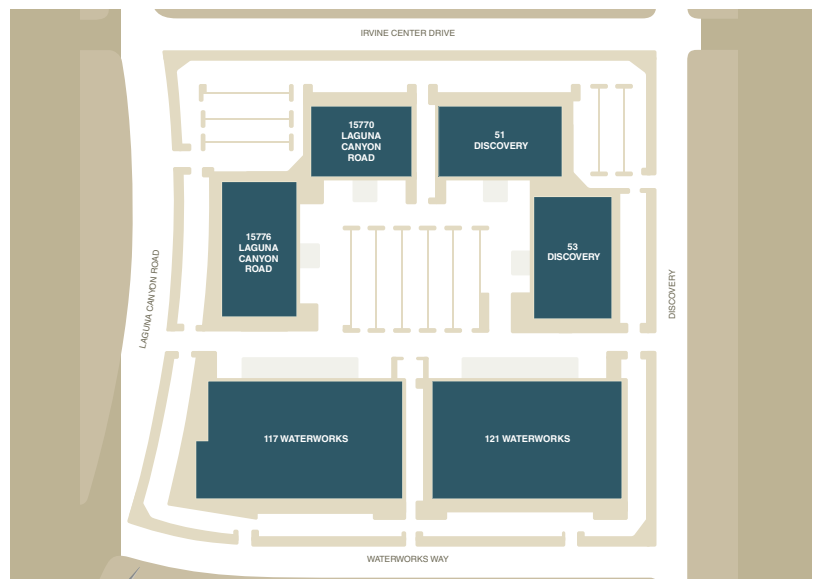 IRVINE CENTER DRIVE
15770
LAGUNA
CANYON
ROAD
51
DISCOVERY
15776
LAGUNA
CANYON
ROAD
53
DISCOVERY
LAGUNA CANYON ROAD
DISCOVERY
117 WATERWORKS
121 WATERWORKS
WATERWORKS WAY